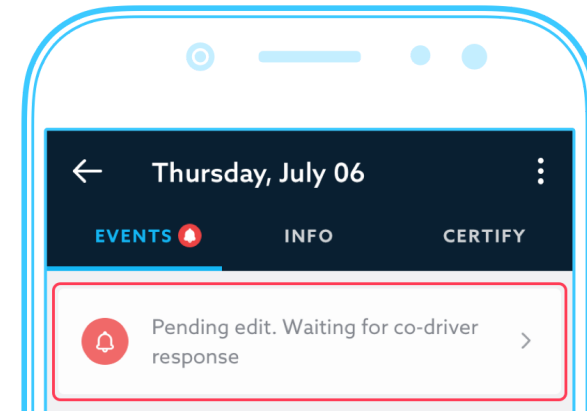 Thursday, July 06
EVENTS
INFO
CERTIFY
Pending edit. Waiting for co-driver
response